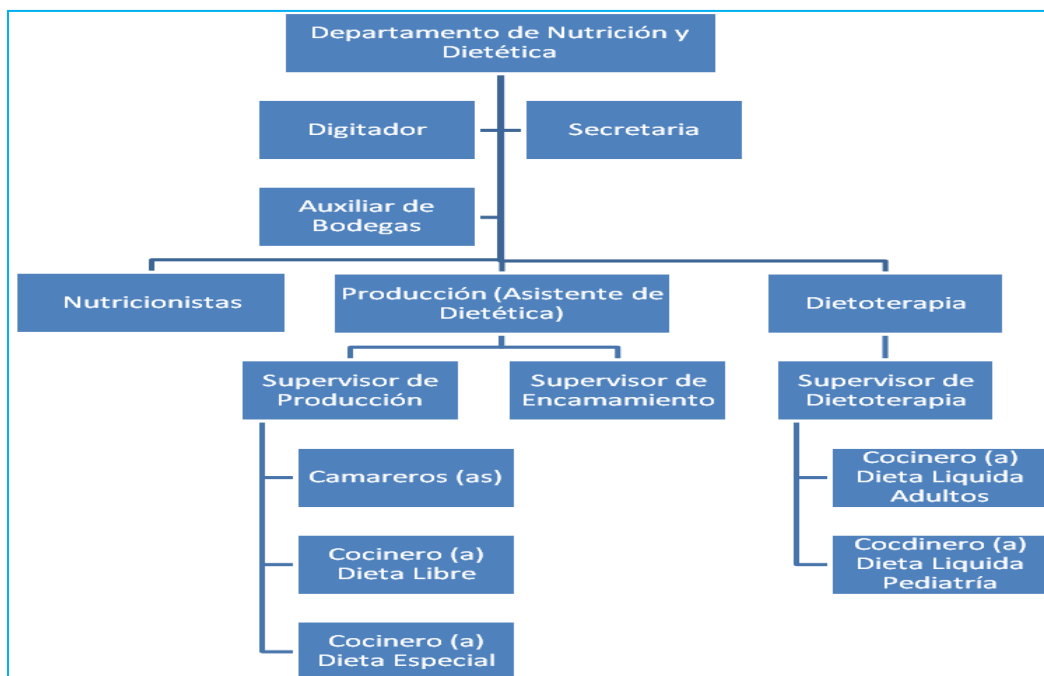 Departamento de Nutrición y
Dietética
Digitador
Secretaria
Auxiliar de
Bodegas
Nutricionistas
Producción (Asistente de
Dietética)
Dietoterapia
Supervisor de
Producción
Supervisor de
Encamamiento
Supervisor de
Dietoterapia
Camareros (as)
Cocinero (a)
Dieta Libre
Cocinero (a)
Dieta Especial
Cocinero (a)
Dieta Liquida
Adultos
Cocdinero (a)
Dieta Liquida
Pediatría